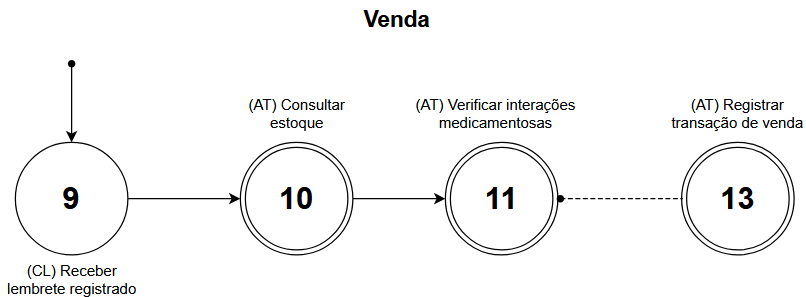 Venda
(AT) Consultar
estoque
(AT) Verificar interações
medicamentosas
(AT) Registrar
transação de venda
9
10
11
13
(CL) Receber
lembrete registrado